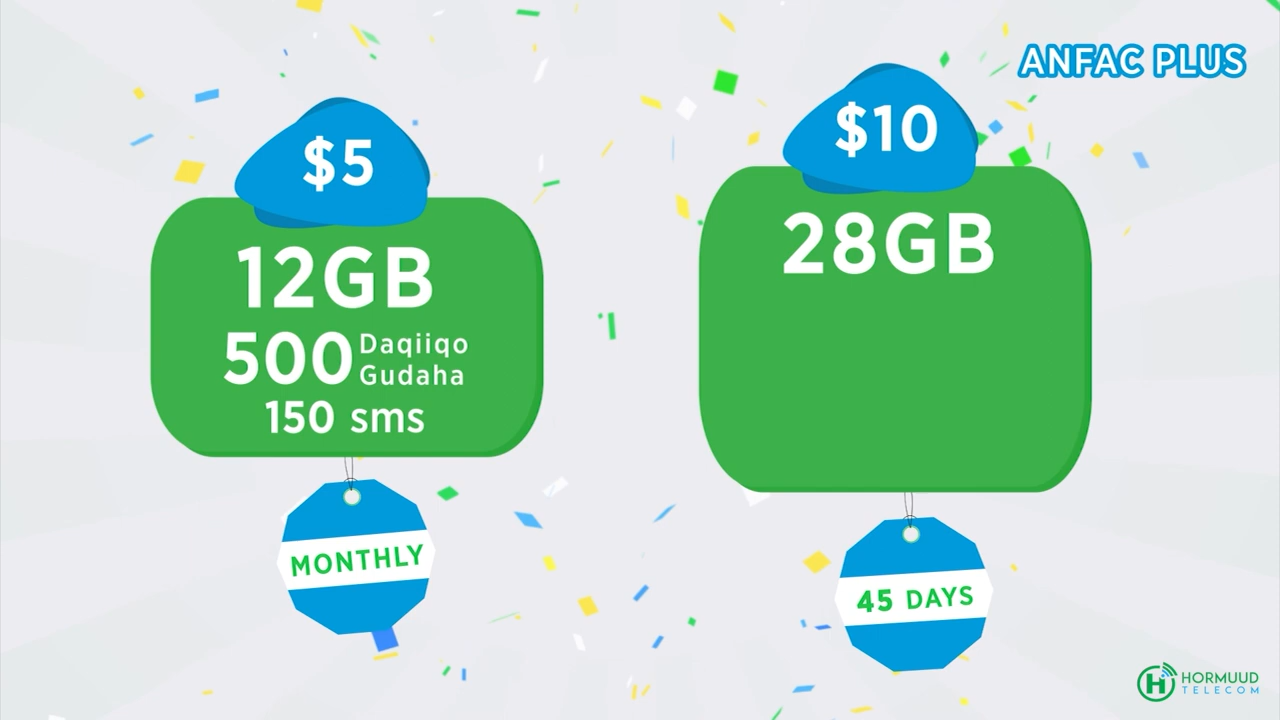 ANFAC PLUS
$5
12GB
500 Daqiiqo
Gudaha
150 sms
MONTHLY
$10
28GB
45 DAYS
HORMUUD
TELECOM